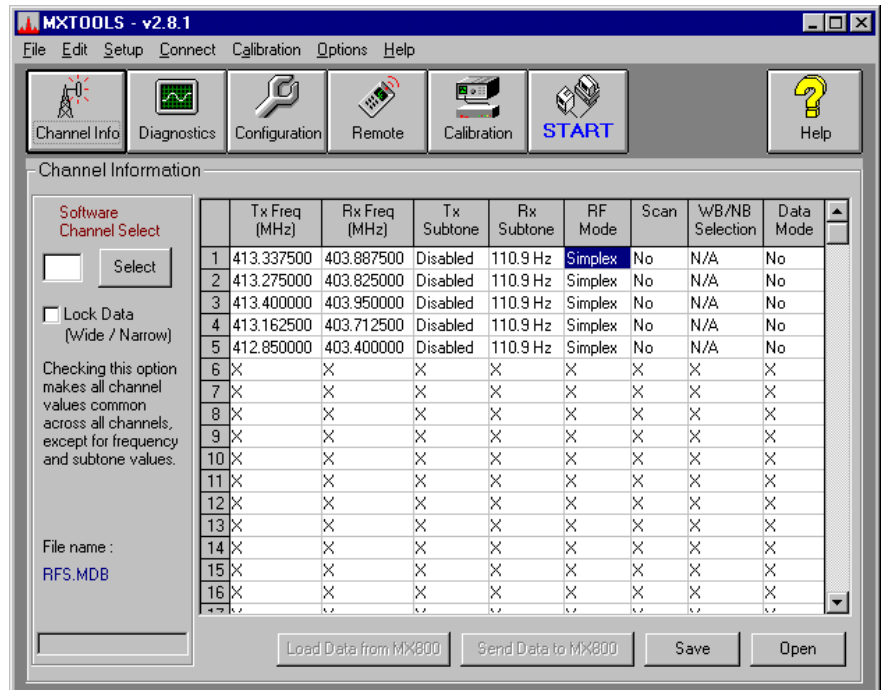 MXTOOLS - v2.8.1
File Edit Setup Connect Calibration Options Help
Channel Info Diagnostics Configuration Remote Calibration START Help
Channel Information
Software
Channel Select
Select
Lock Data
(Wide / Narrow)
Checking this option
makes all channel
values common
across all channels,
except for frequency
and subtone values.
File name :
RFS.MDB
Tx Freq (MHz) Rx Freq (MHz) Tx Subtone Rx Subtone RF Mode Scan WB/NB Selection Data Mode
1 413.337500 403.887500 Disabled 110.9 Hz Simplex No N/A No
2 413.275000 403.825000 Disabled 110.9 Hz Simplex No N/A No
3 413.400000 403.950000 Disabled 110.9 Hz Simplex No N/A No
4 413.162500 403.712500 Disabled 110.9 Hz Simplex No N/A No
5 412.850000 403.400000 Disabled 110.9 Hz Simplex No N/A No
6 X X X X X X X X
7 X X X X X X X X
8 X X X X X X X X
9 X X X X X X X X
10 X X X X X X X X
11 X X X X X X X X
12 X X X X X X X X
13 X X X X X X X X
14 X X X X X X X X
15 X X X X X X X X
16 X X X X X X X X
Load Data from MX800 Send Data to MX800 Save Open